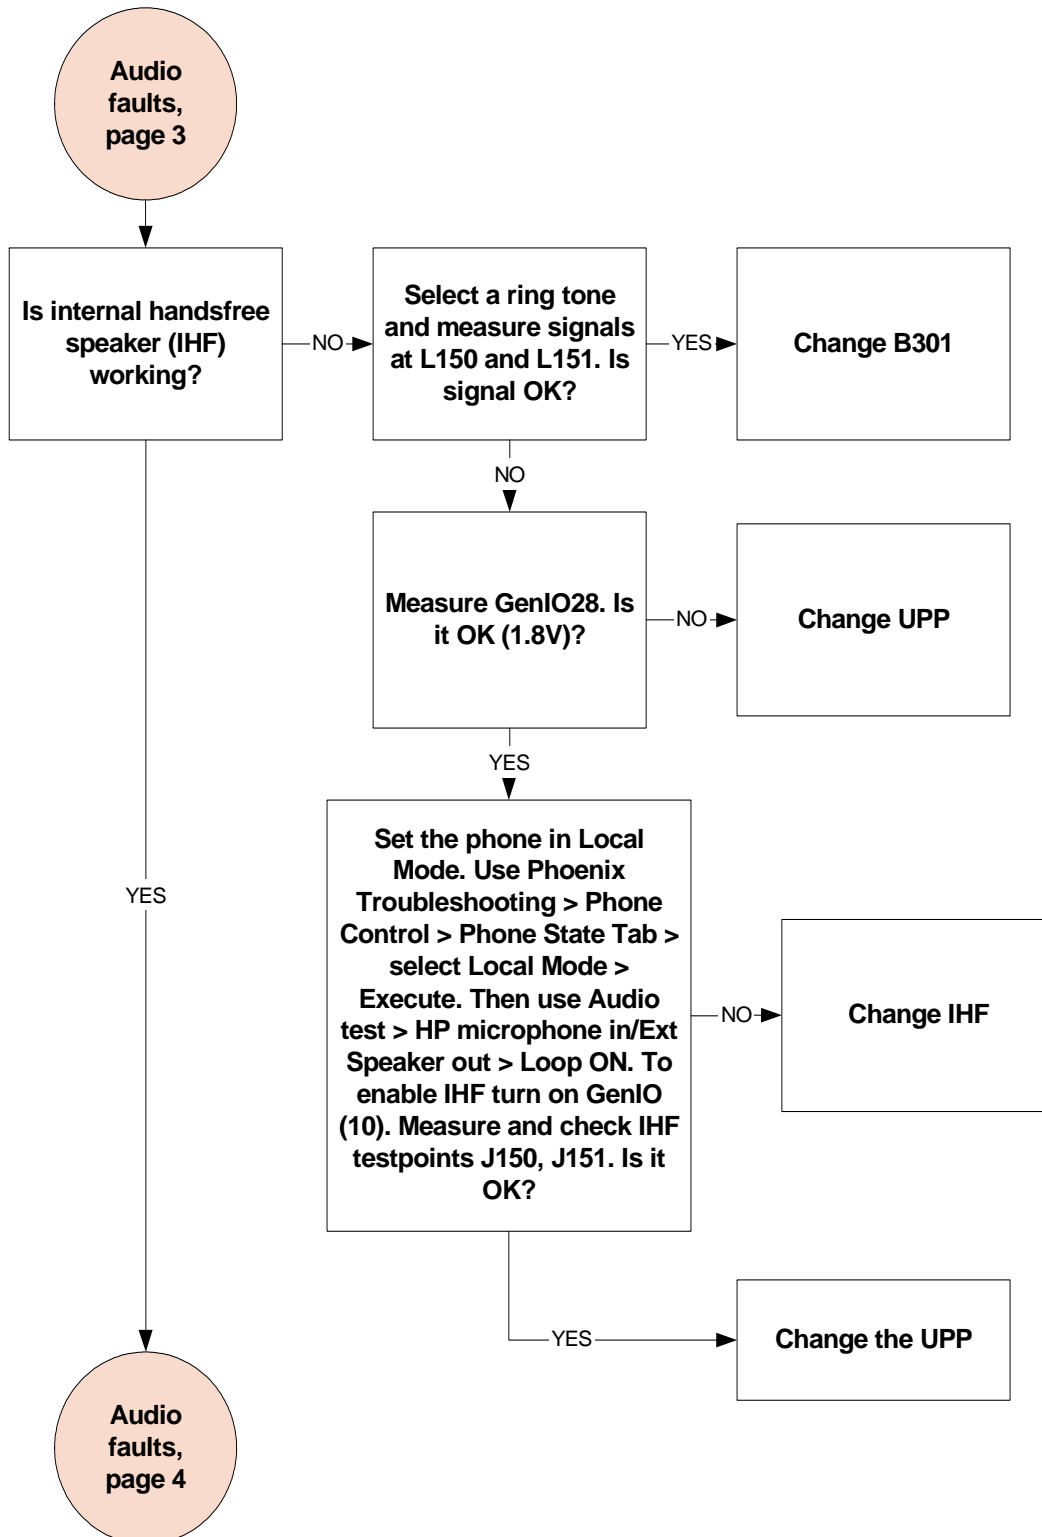 Audio
faults,
page 3
Is internal handsfree
speaker (IHF)
working?
NO
Select a ring tone
and measure signals
at L150 and L151. Is
signal OK?
YES
Change B301
NO
Measure GenIO28. Is
it OK (1.8V)?
NO
Change UPP
YES
Set the phone in Local
Mode. Use Phoenix
Troubleshooting > Phone
Control > Phone State Tab >
select Local Mode >
Execute. Then use Audio
test > HP microphone in/Ext
Speaker out > Loop ON. To
enable IHF turn on GenIO
(10). Measure and check IHF
testpoints J150, J151. Is it
OK?
NO
Change IHF
YES
Change the UPP
YES
Audio
faults,
page 4